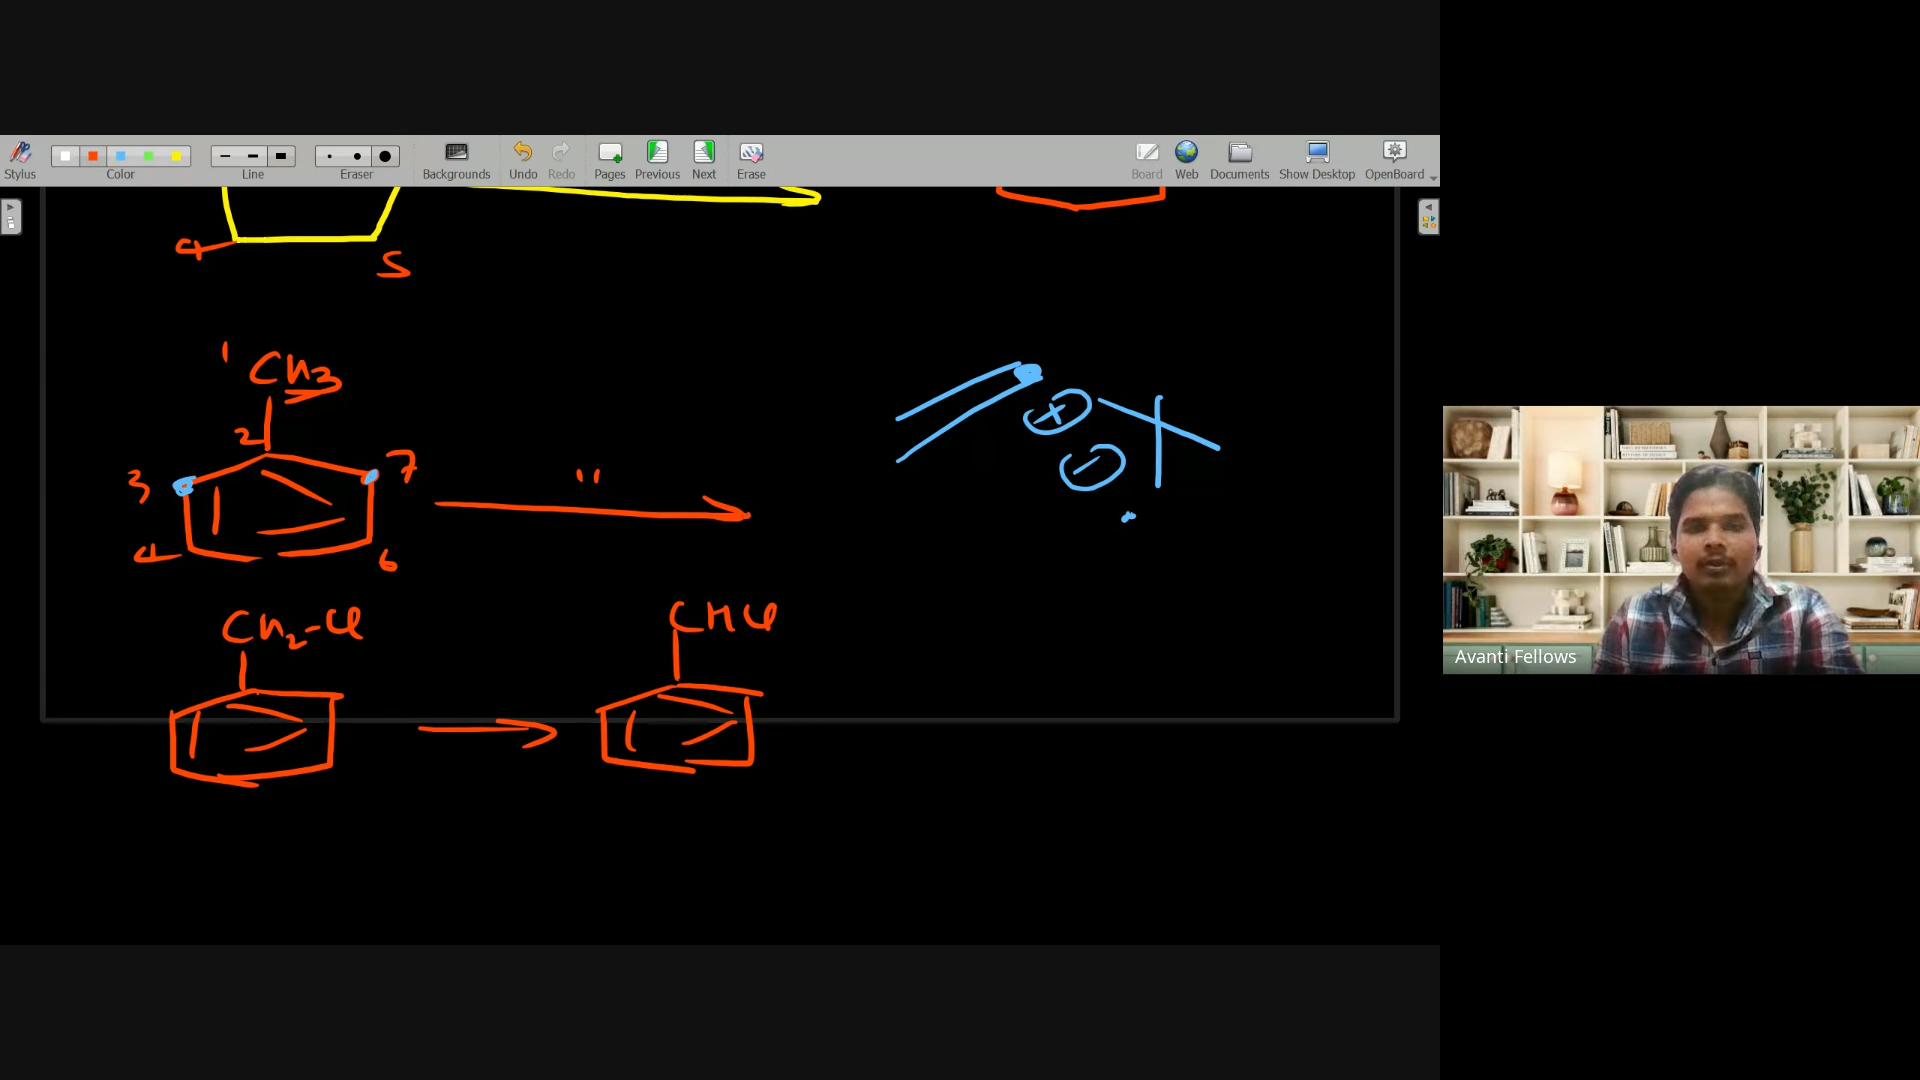 Stylus Color Line Eraser Backgrounds Undo Redo Pages Previous Next Erase Board Web Documents Show Desktop OpenBoard
4
5
1
CH3
2
3
7
"
+
-
4
6
CH2-Cl
CHCl
Avanti Fellows